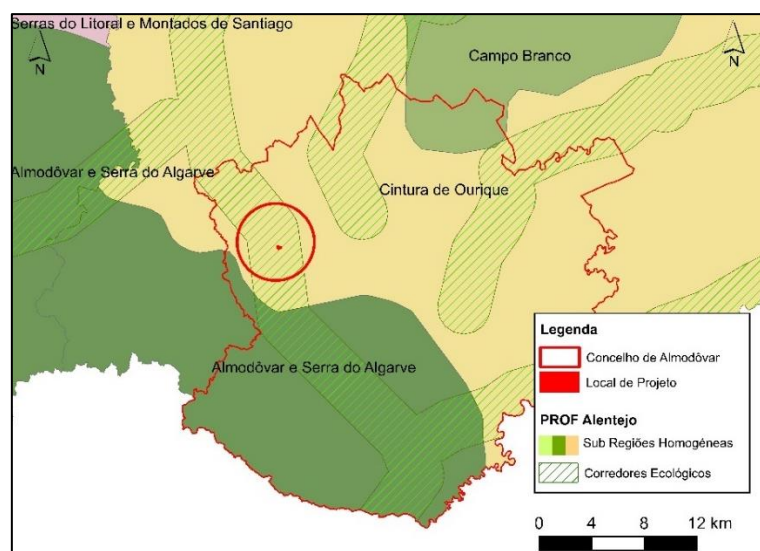 Serras do Litoral e Montados de Santiago
N
N
Campo Branco
Almodôvar e Serra do Algarve
Cintura de Ourique
Almodôvar e Serra do Algarve
Legenda
Concelho de Almodôvar
Local de Projeto
PROF Alentejo
Sub Regiões Homogéneas
Corredores Ecológicos
0 4 8 12 km